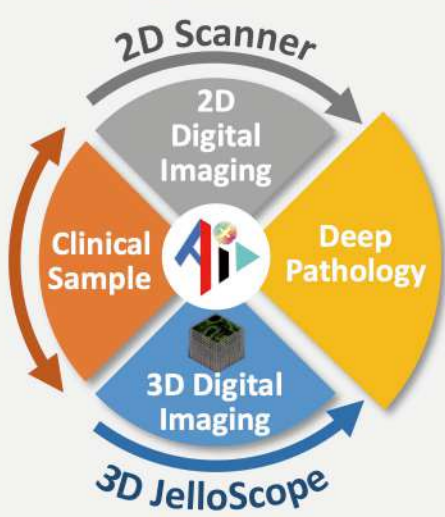 2D Scanner
2D
Digital
Imaging
Clinical
Sample
Deep
Pathology
3D Digital
Imaging
3D JelloScope